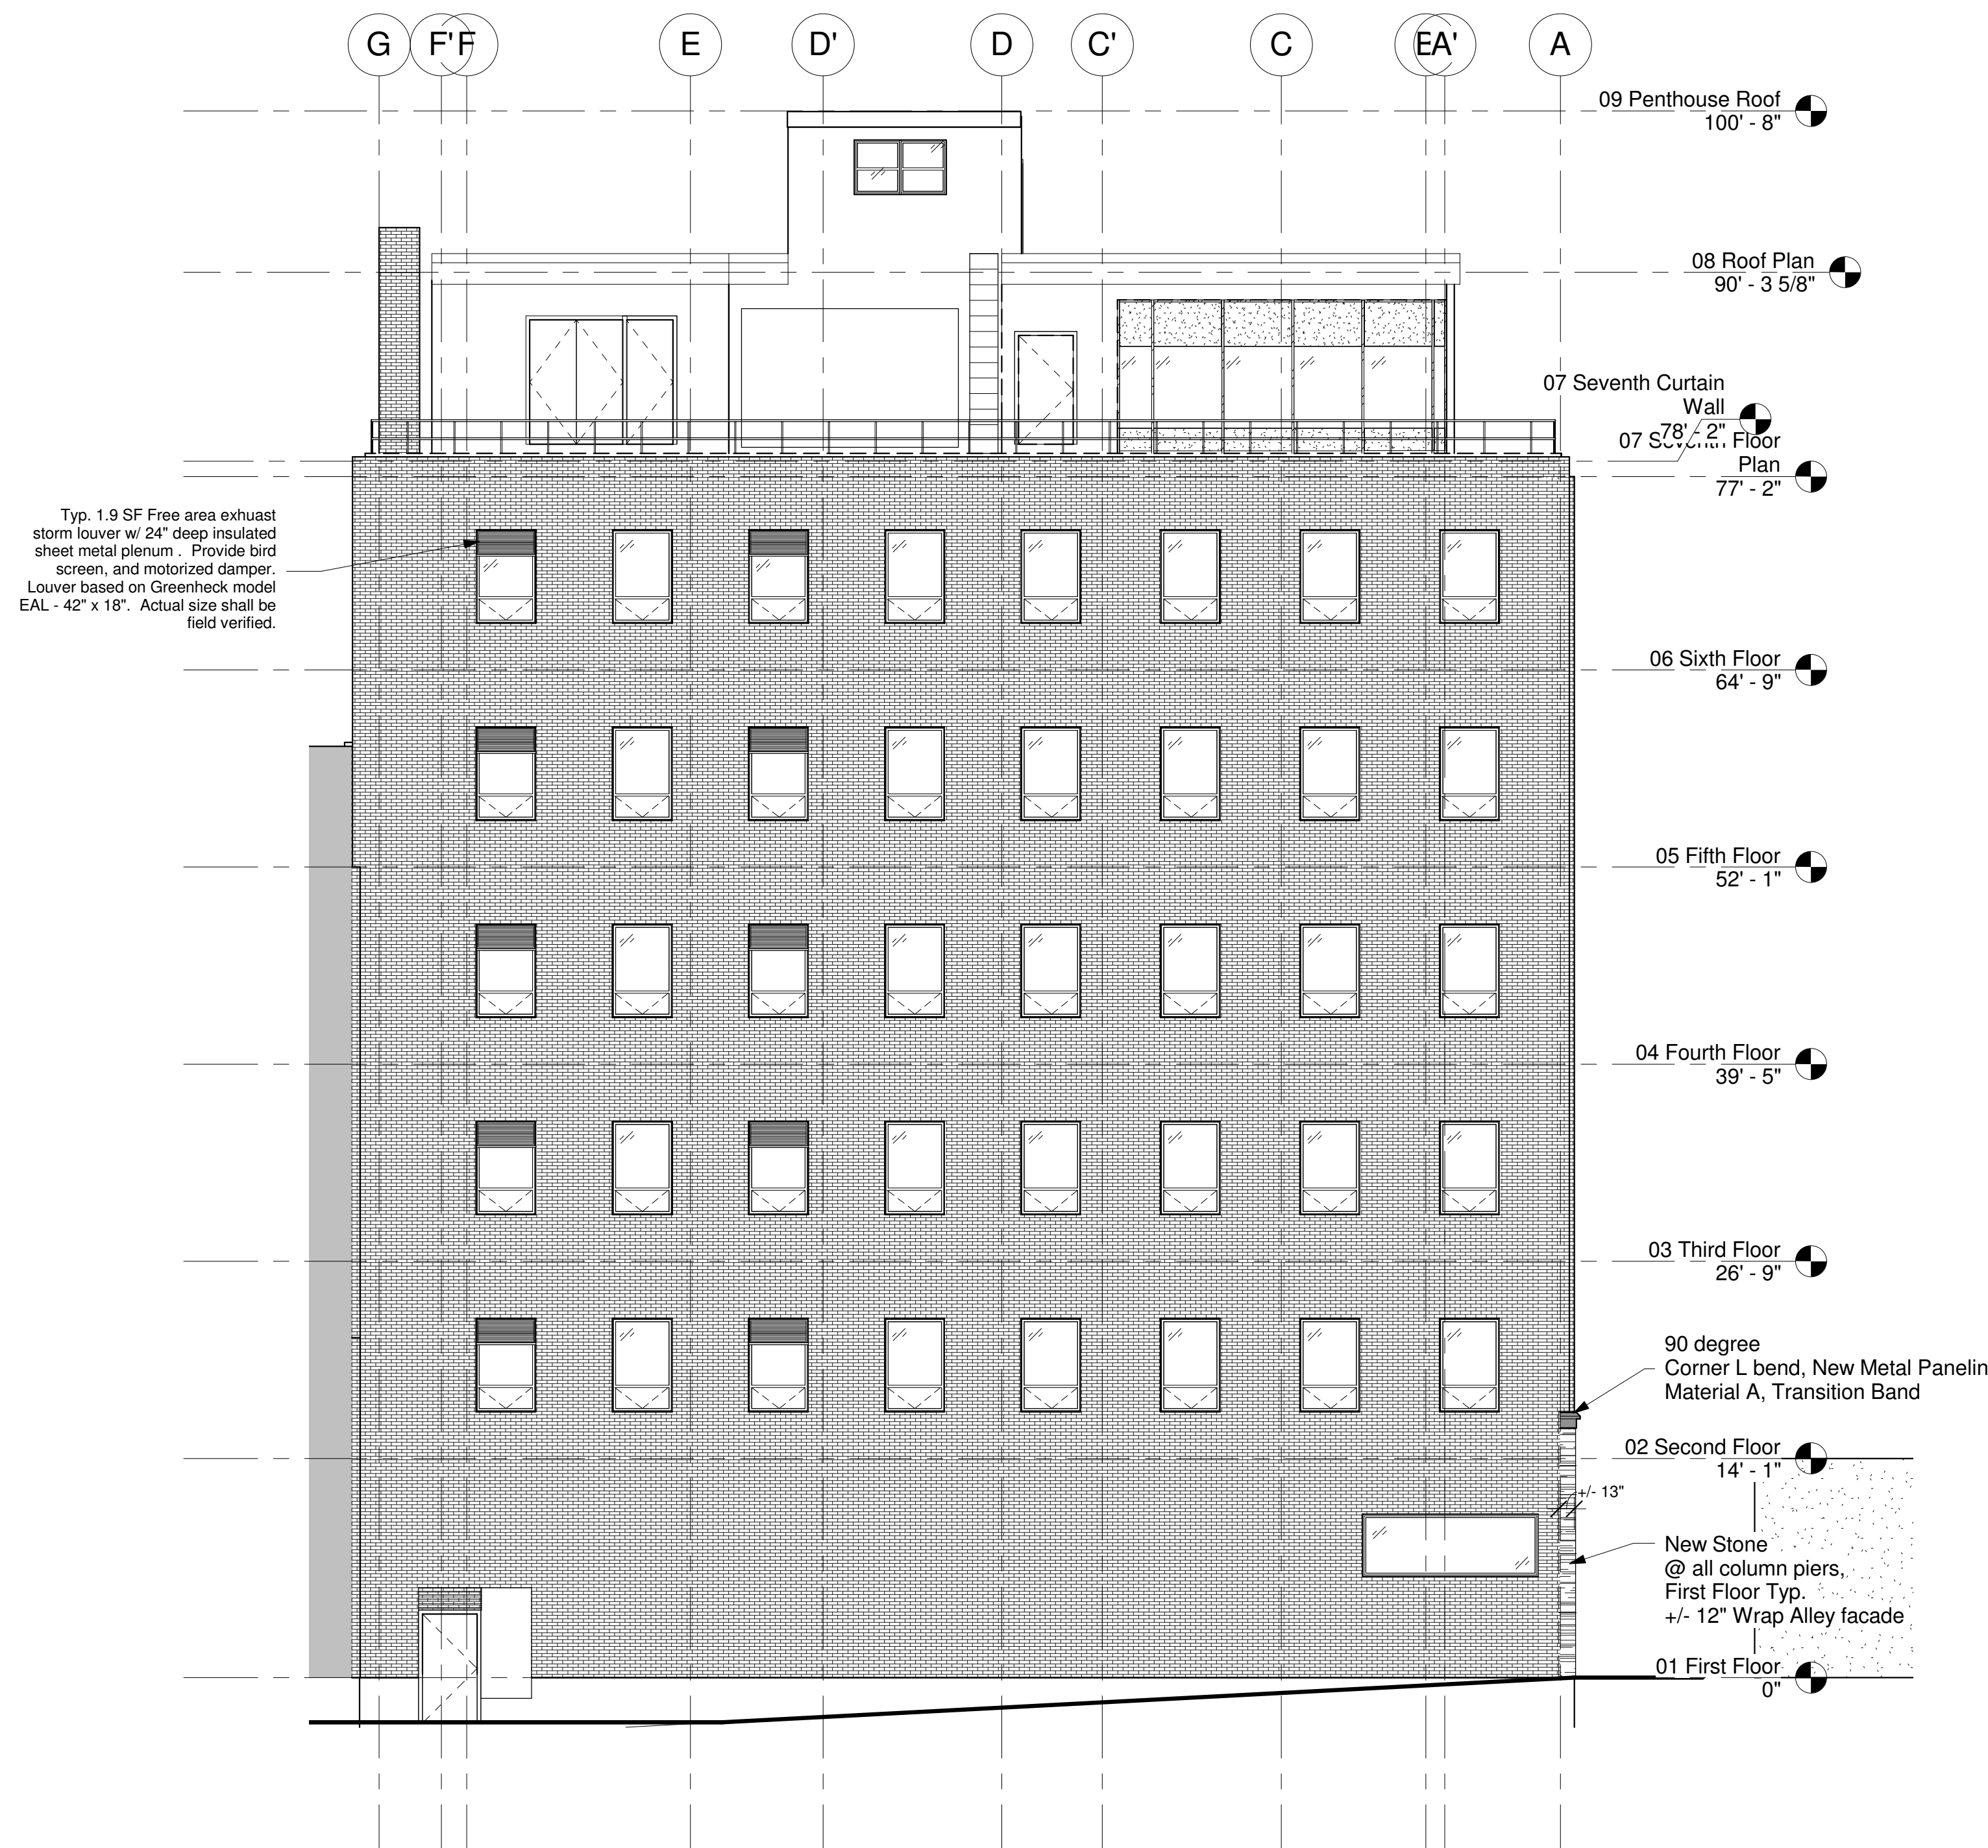 G F' F E D' D C' C B A' A
09 Penthouse Roof
100' - 8"
08 Roof Plan
90' - 3 5/8"
07 Seventh Curtain
Wall
78' - 2"
Floor
Plan
77' - 2"
Typ. 1.9 SF Free area exhuast
storm louver w/ 24" deep insulated
sheet metal plenum . Provide bird
screen, and motorized damper.
Louver based on Greenheck model
EAL - 42" x 18". Actual size shall be
field verified.
06 Sixth Floor
64' - 9"
05 Fifth Floor
52' - 1"
04 Fourth Floor
39' - 5"
03 Third Floor
26' - 9"
90 degree
Corner L bend, New Metal Panelin
Material A, Transition Band
02 Second Floor
14' - 1"
+/- 13"
New Stone
@ all column piers,
First Floor Typ.
+/- 12" Wrap Alley facade
01 First Floor
0"